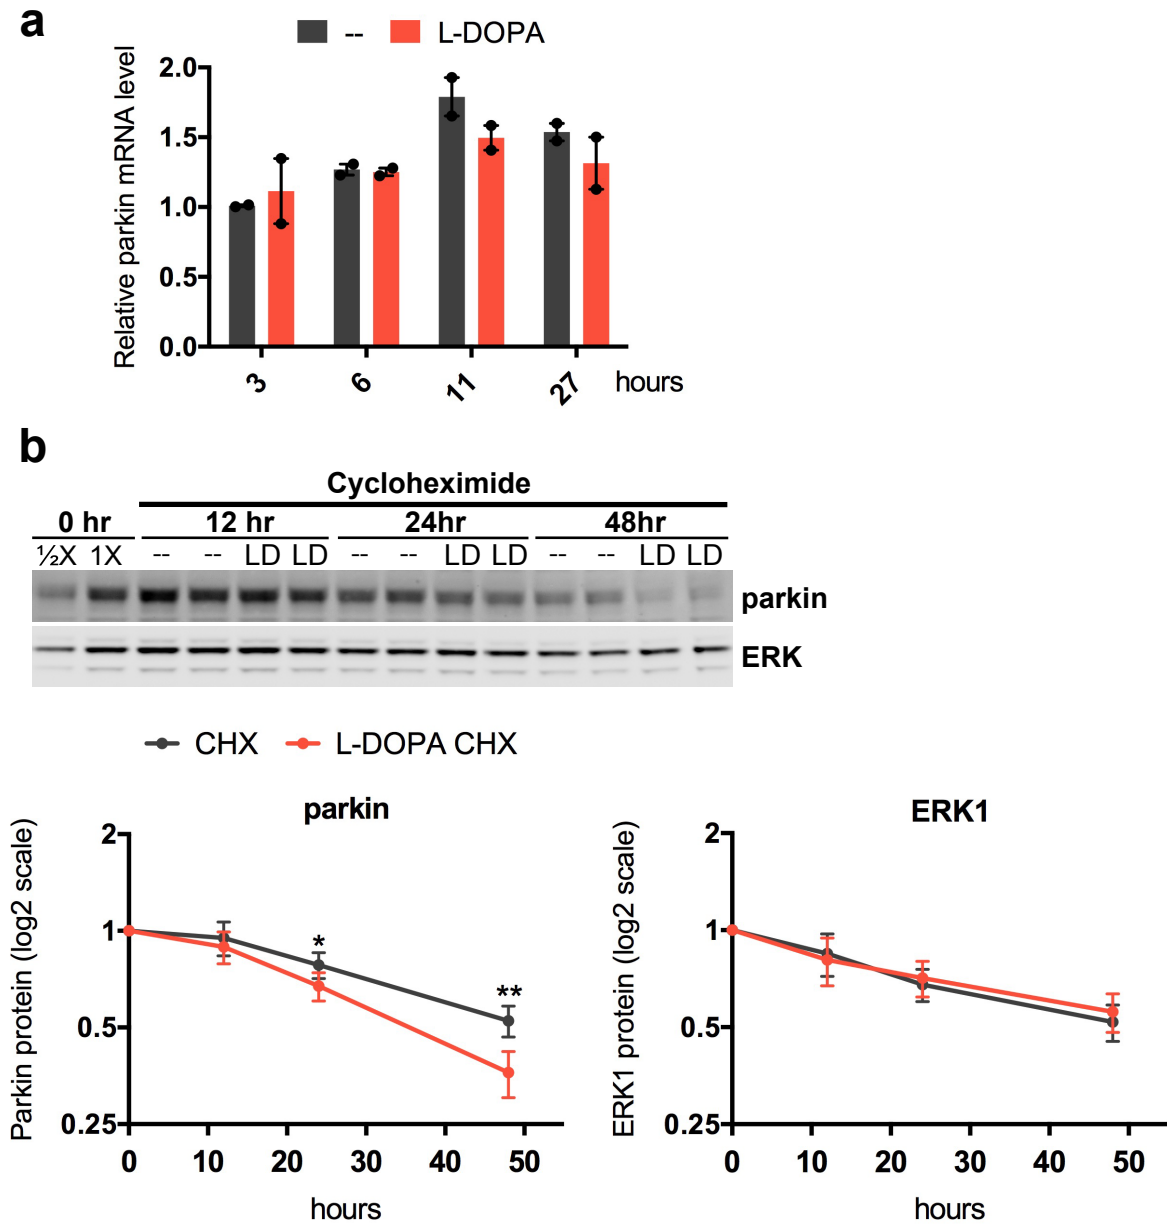 a
-- L-DOPA
Relative parkin mRNA level
2.0
1.5
1.0
0.5
0.0
3 6 11 27 hours
b
Cycloheximide
0 hr 12 hr 24hr 48hr
½X 1X -- -- LD LD -- -- LD LD -- -- LD LD
parkin
ERK
CHX L-DOPA CHX
parkin
Parkin protein (log2 scale)
2
1
0.5
0.25
*
**
0 10 20 30 40 50
hours
ERK1
ERK1 protein (log2 scale)
2
1
0.5
0.25
0 10 20 30 40 50
hours